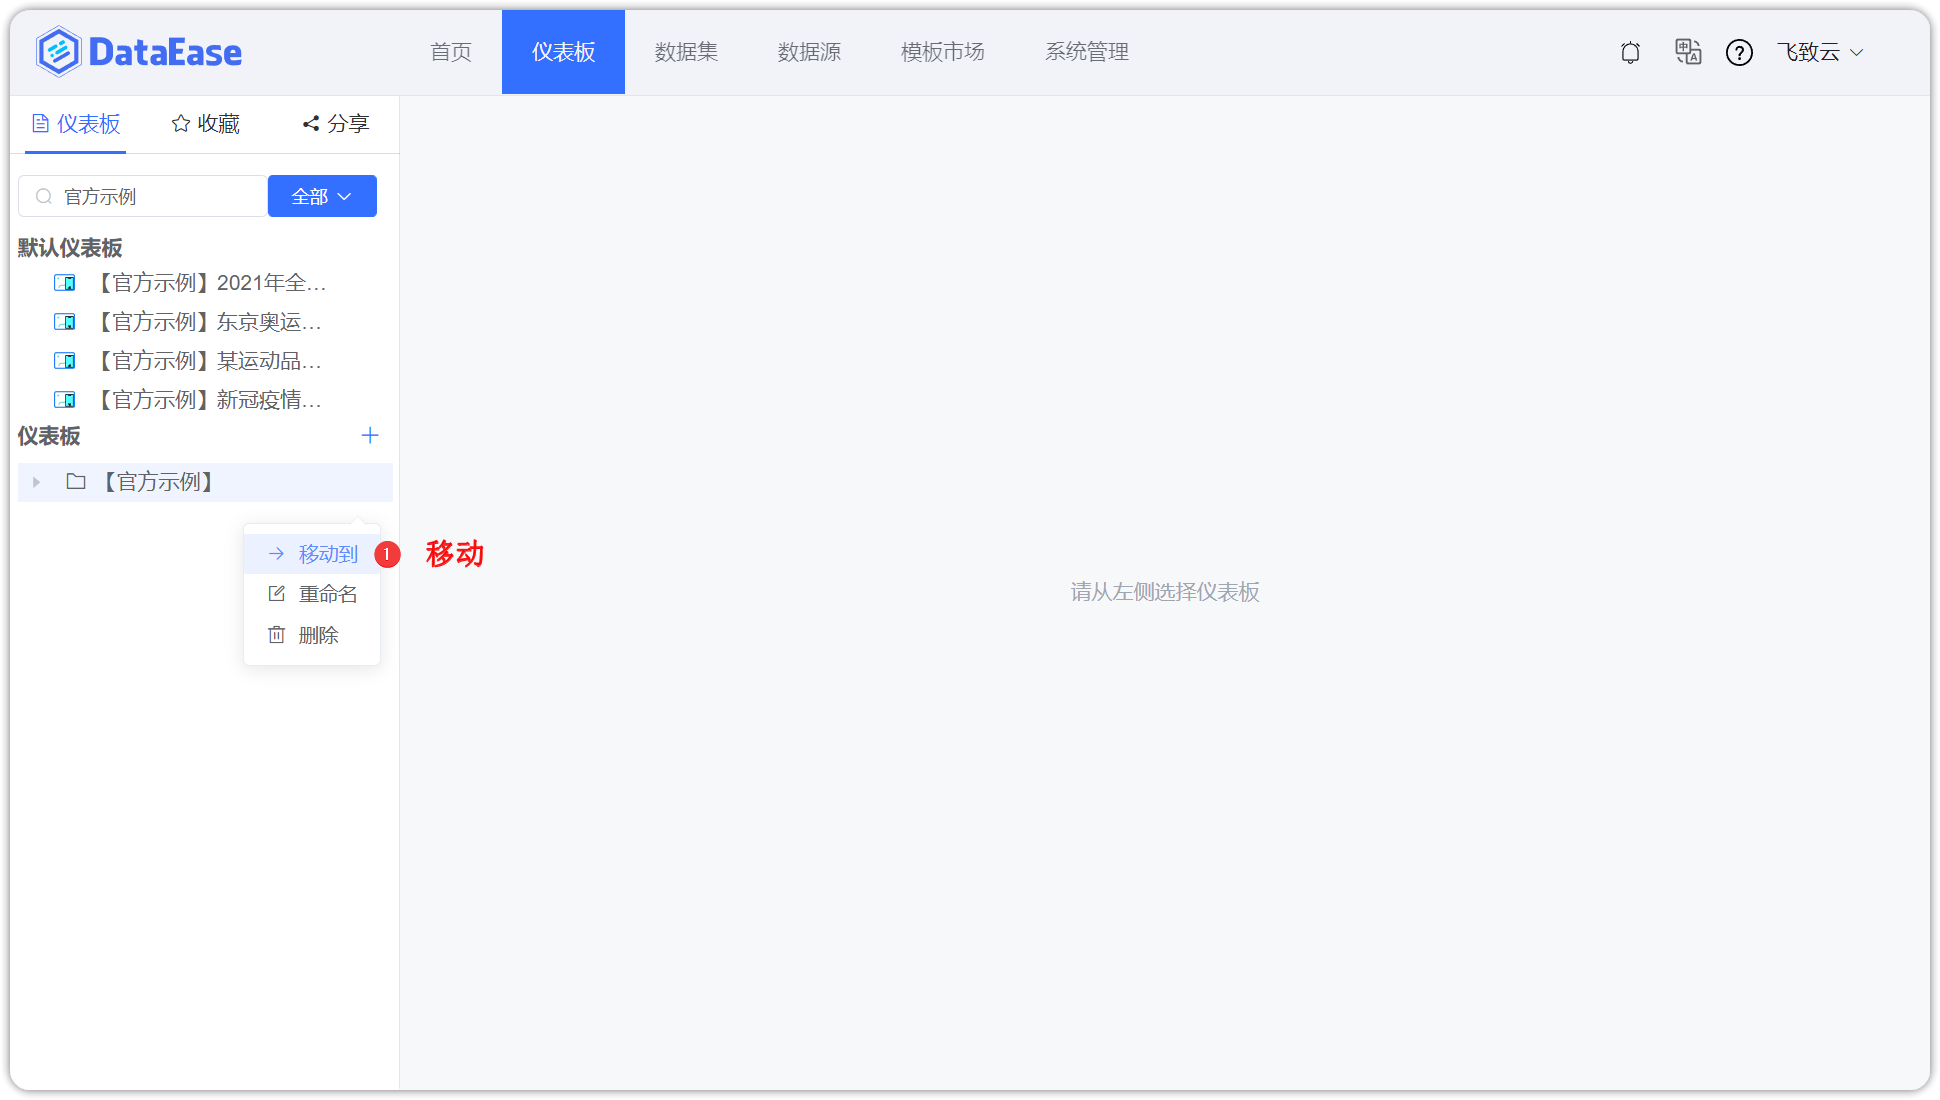 DataEase 首页 仪表板 数据集 数据源 模板市场 系统管理 飞致云
仪表板 收藏 分享
官方示例 全部
默认仪表板
【官方示例】2021年全...
【官方示例】东京奥运...
【官方示例】某运动品...
【官方示例】新冠疫情...
仪表板
【官方示例】
移动到 1 移动
重命名
删除
请从左侧选择仪表板